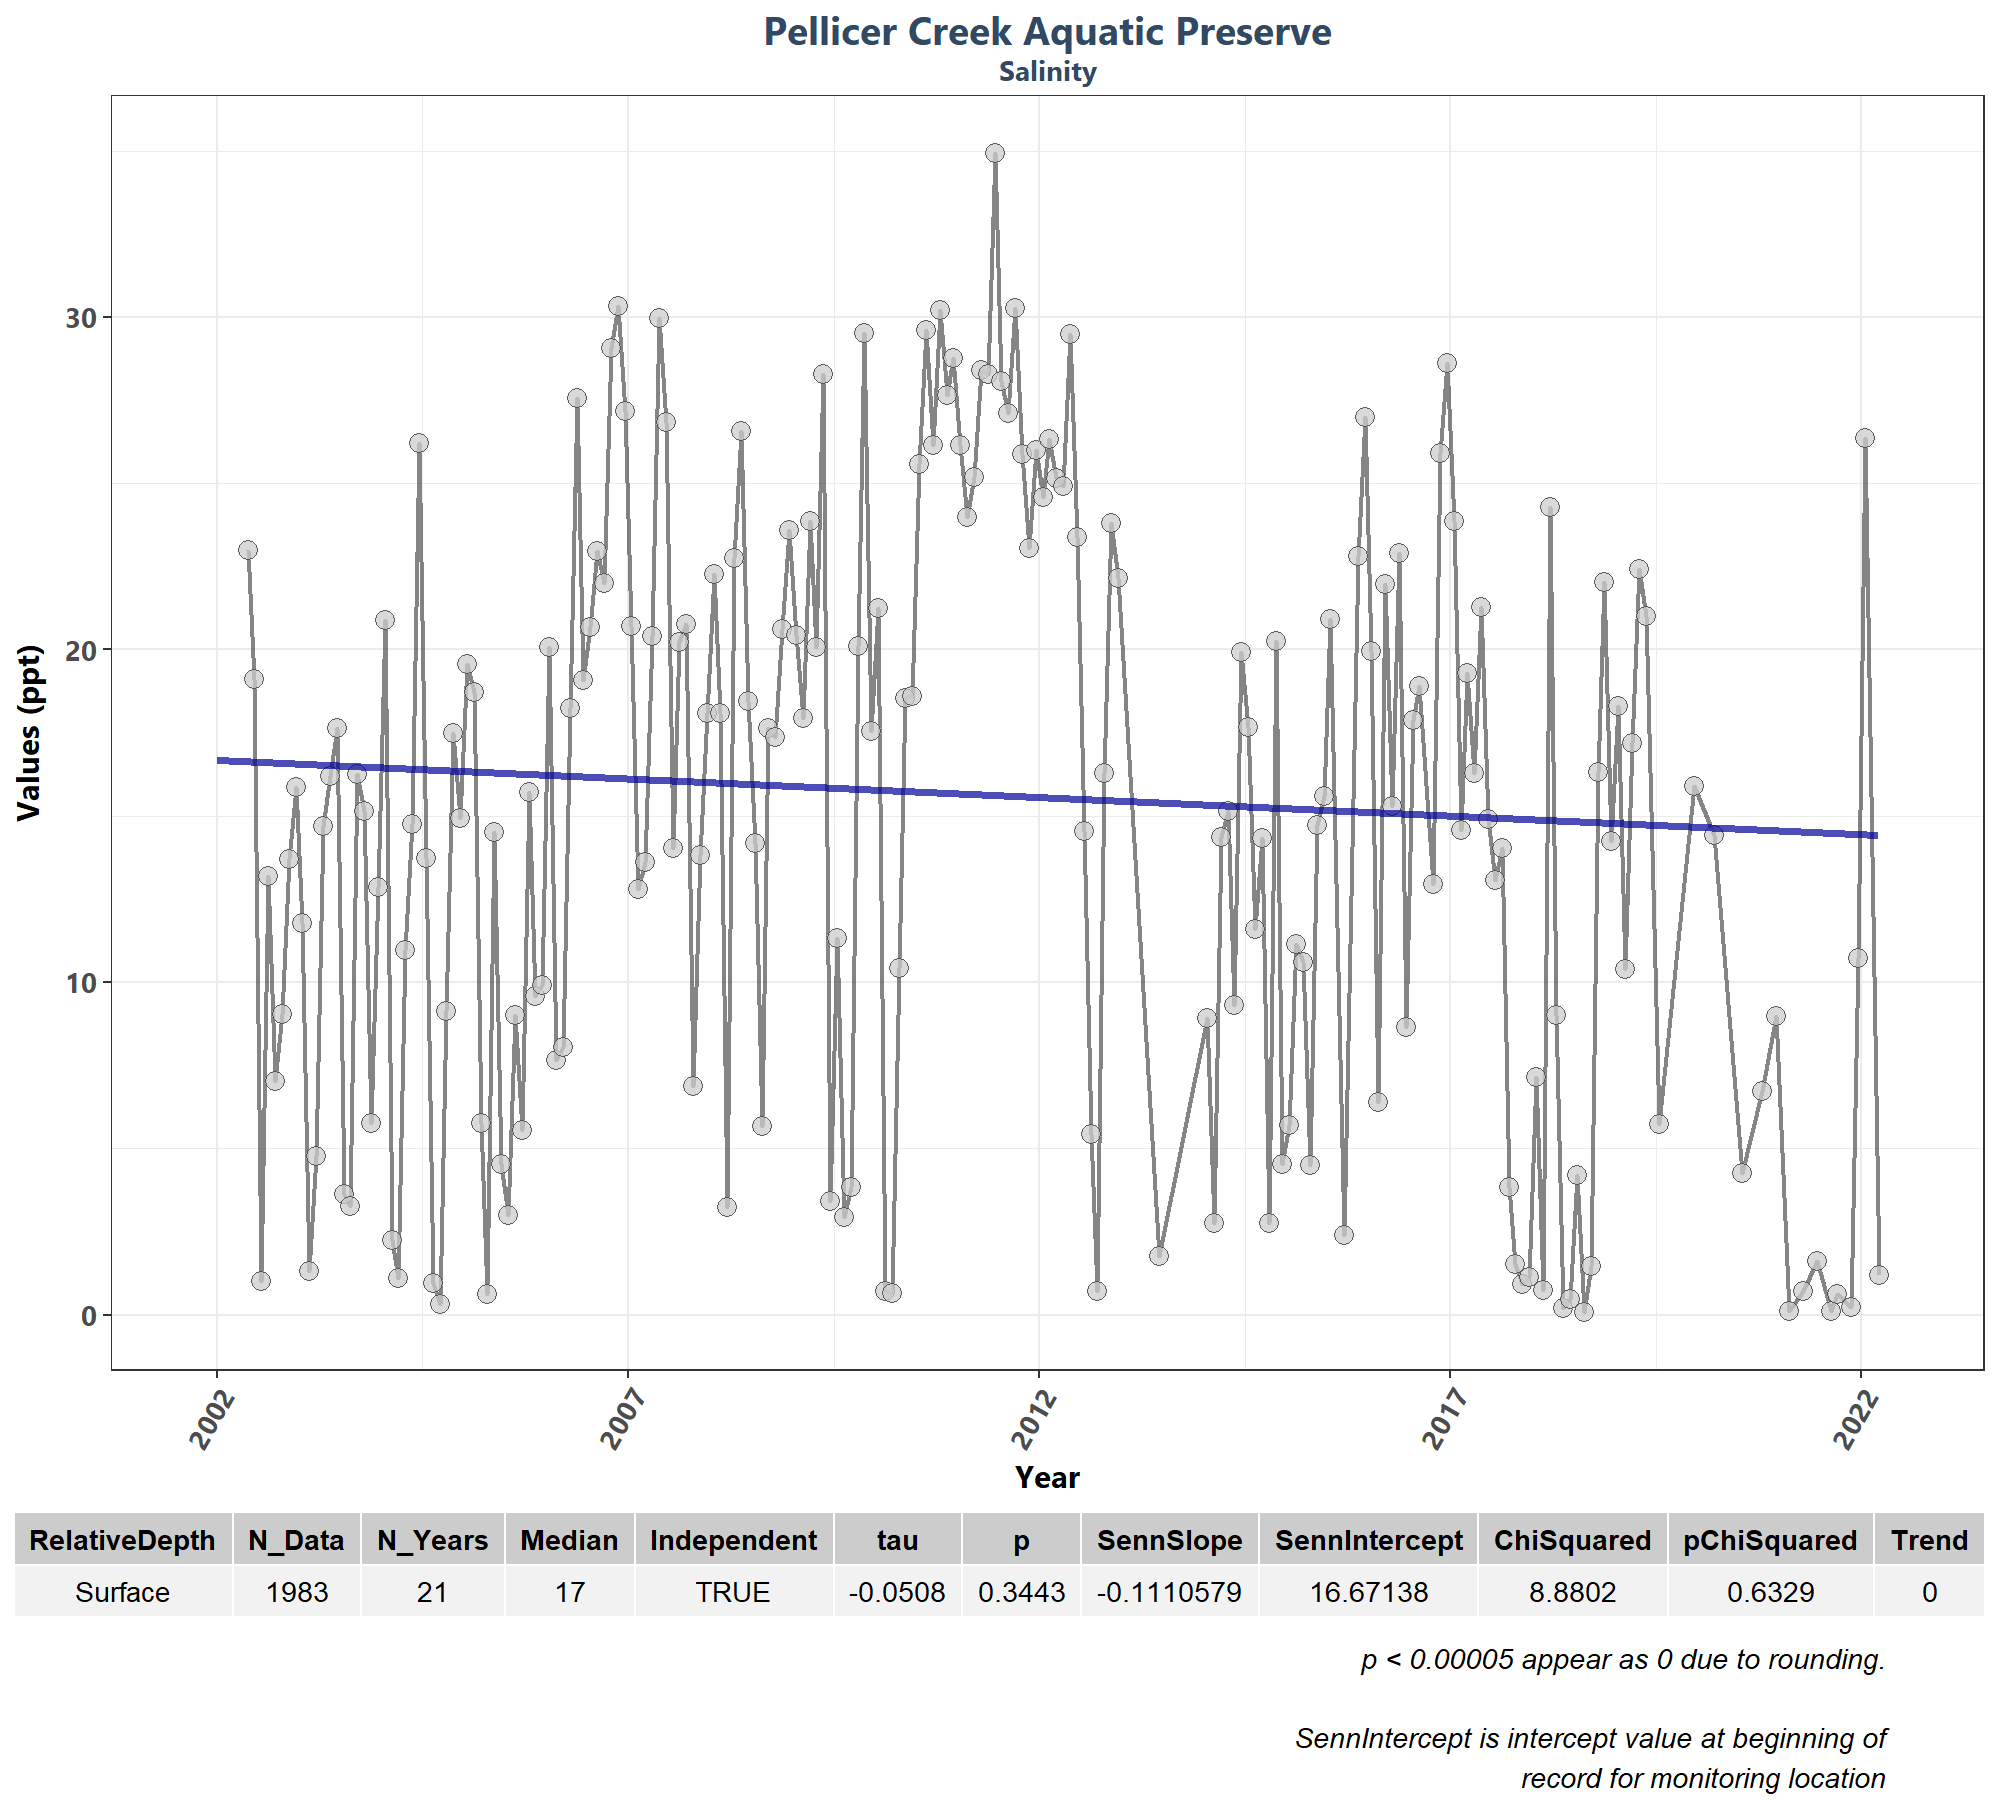 Pellicer Creek Aquatic Preserve
Salinity
Values (ppt)
30
20
10
0
2002 2007 2012 2017 2022
Year
RelativeDepth N_Data N_Years Median Independent tau p SennSlope SennIntercept ChiSquared pChiSquared Trend
Surface 1983 21 17 TRUE -0.0508 0.3443 -0.1110579 16.67138 8.8802 0.6329 0
p < 0.00005 appear as 0 due to rounding.
SennIntercept is intercept value at beginning of
record for monitoring location